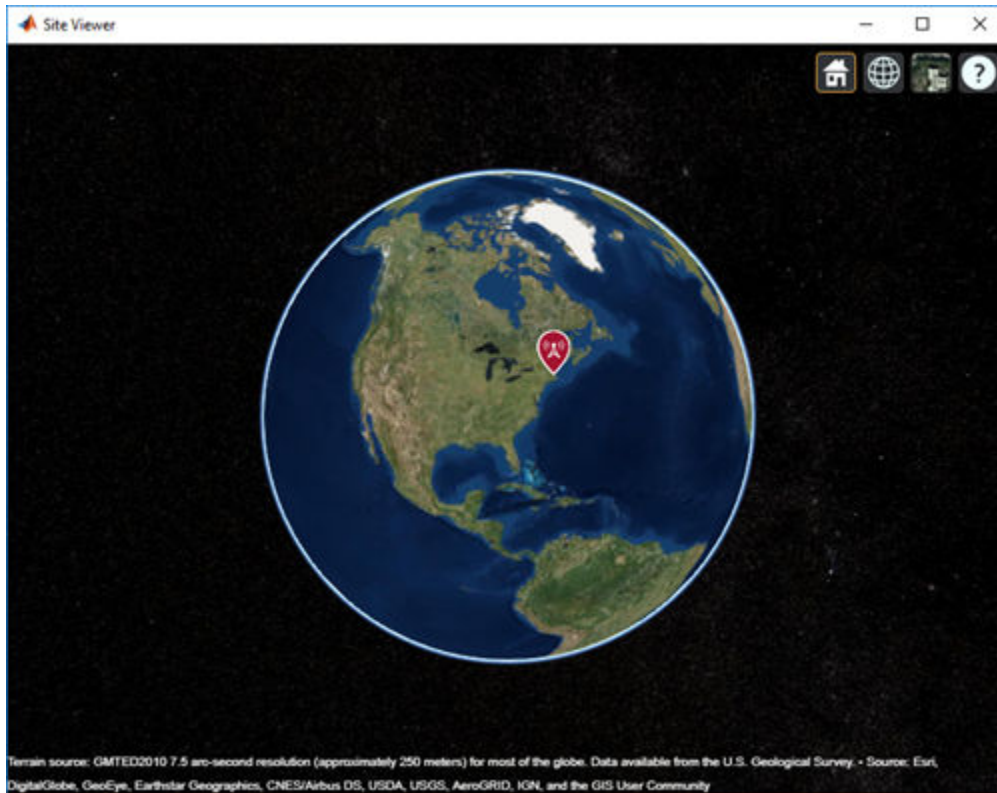 Site Viewer
?
Terrain source: GMTED2010 7.5 arc-second resolution (approximately 250 meters) for most of the globe. Data available from the U.S. Geological Survey. • Source: Esri,
DigitalGlobe, GeoEye, Earthstar Geographics, CNES/Airbus DS, USDA, USGS, AeroGRID, IGN, and the GIS User Community